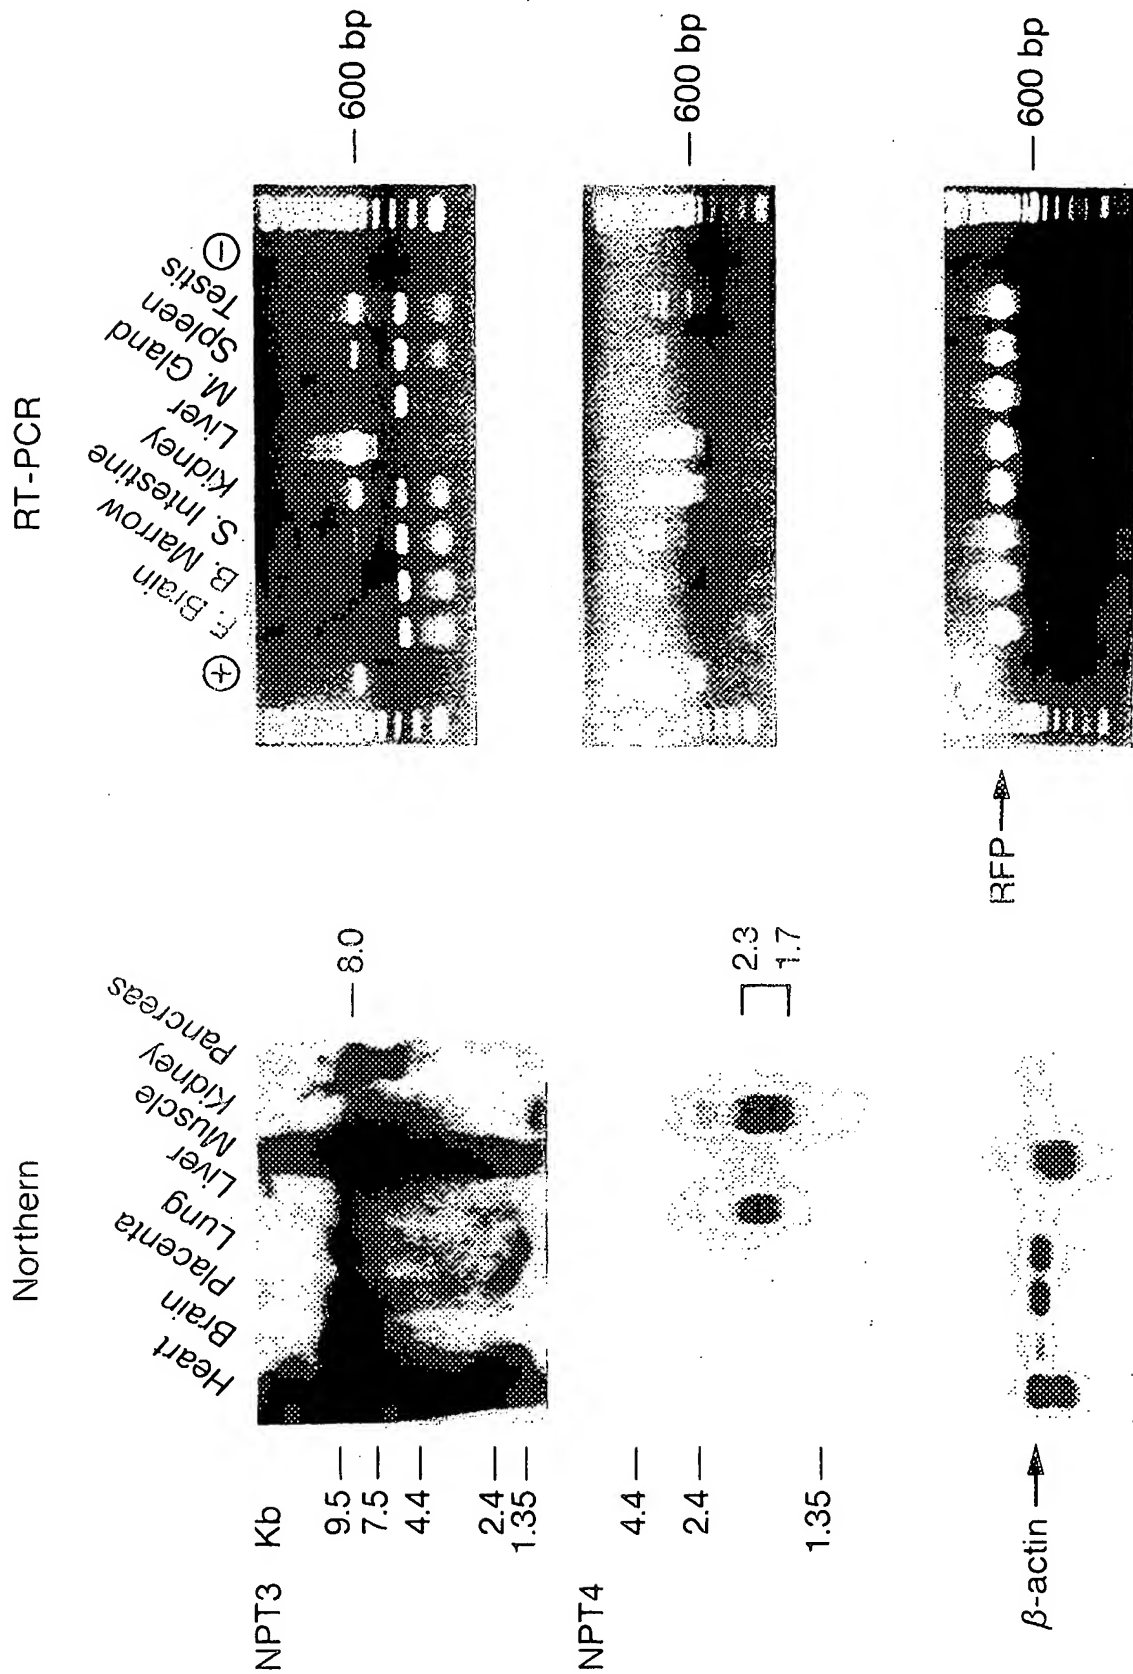 Northern
Heart
Brain
Placenta
Lung
Liver
Muscle
Kidney
Pancreas
NPT3
Kb
9.5
7.5
4.4
2.4
1.35
8.0
NPT4
4.4
2.4
1.35
2.3
1.7
β-actin
RT-PCR
+
F. Brain
B. Marrow
S. Intestine
Kidney
Liver
M. Gland
Spleen
Testis
−
600 bp
600 bp
RFP
600 bp